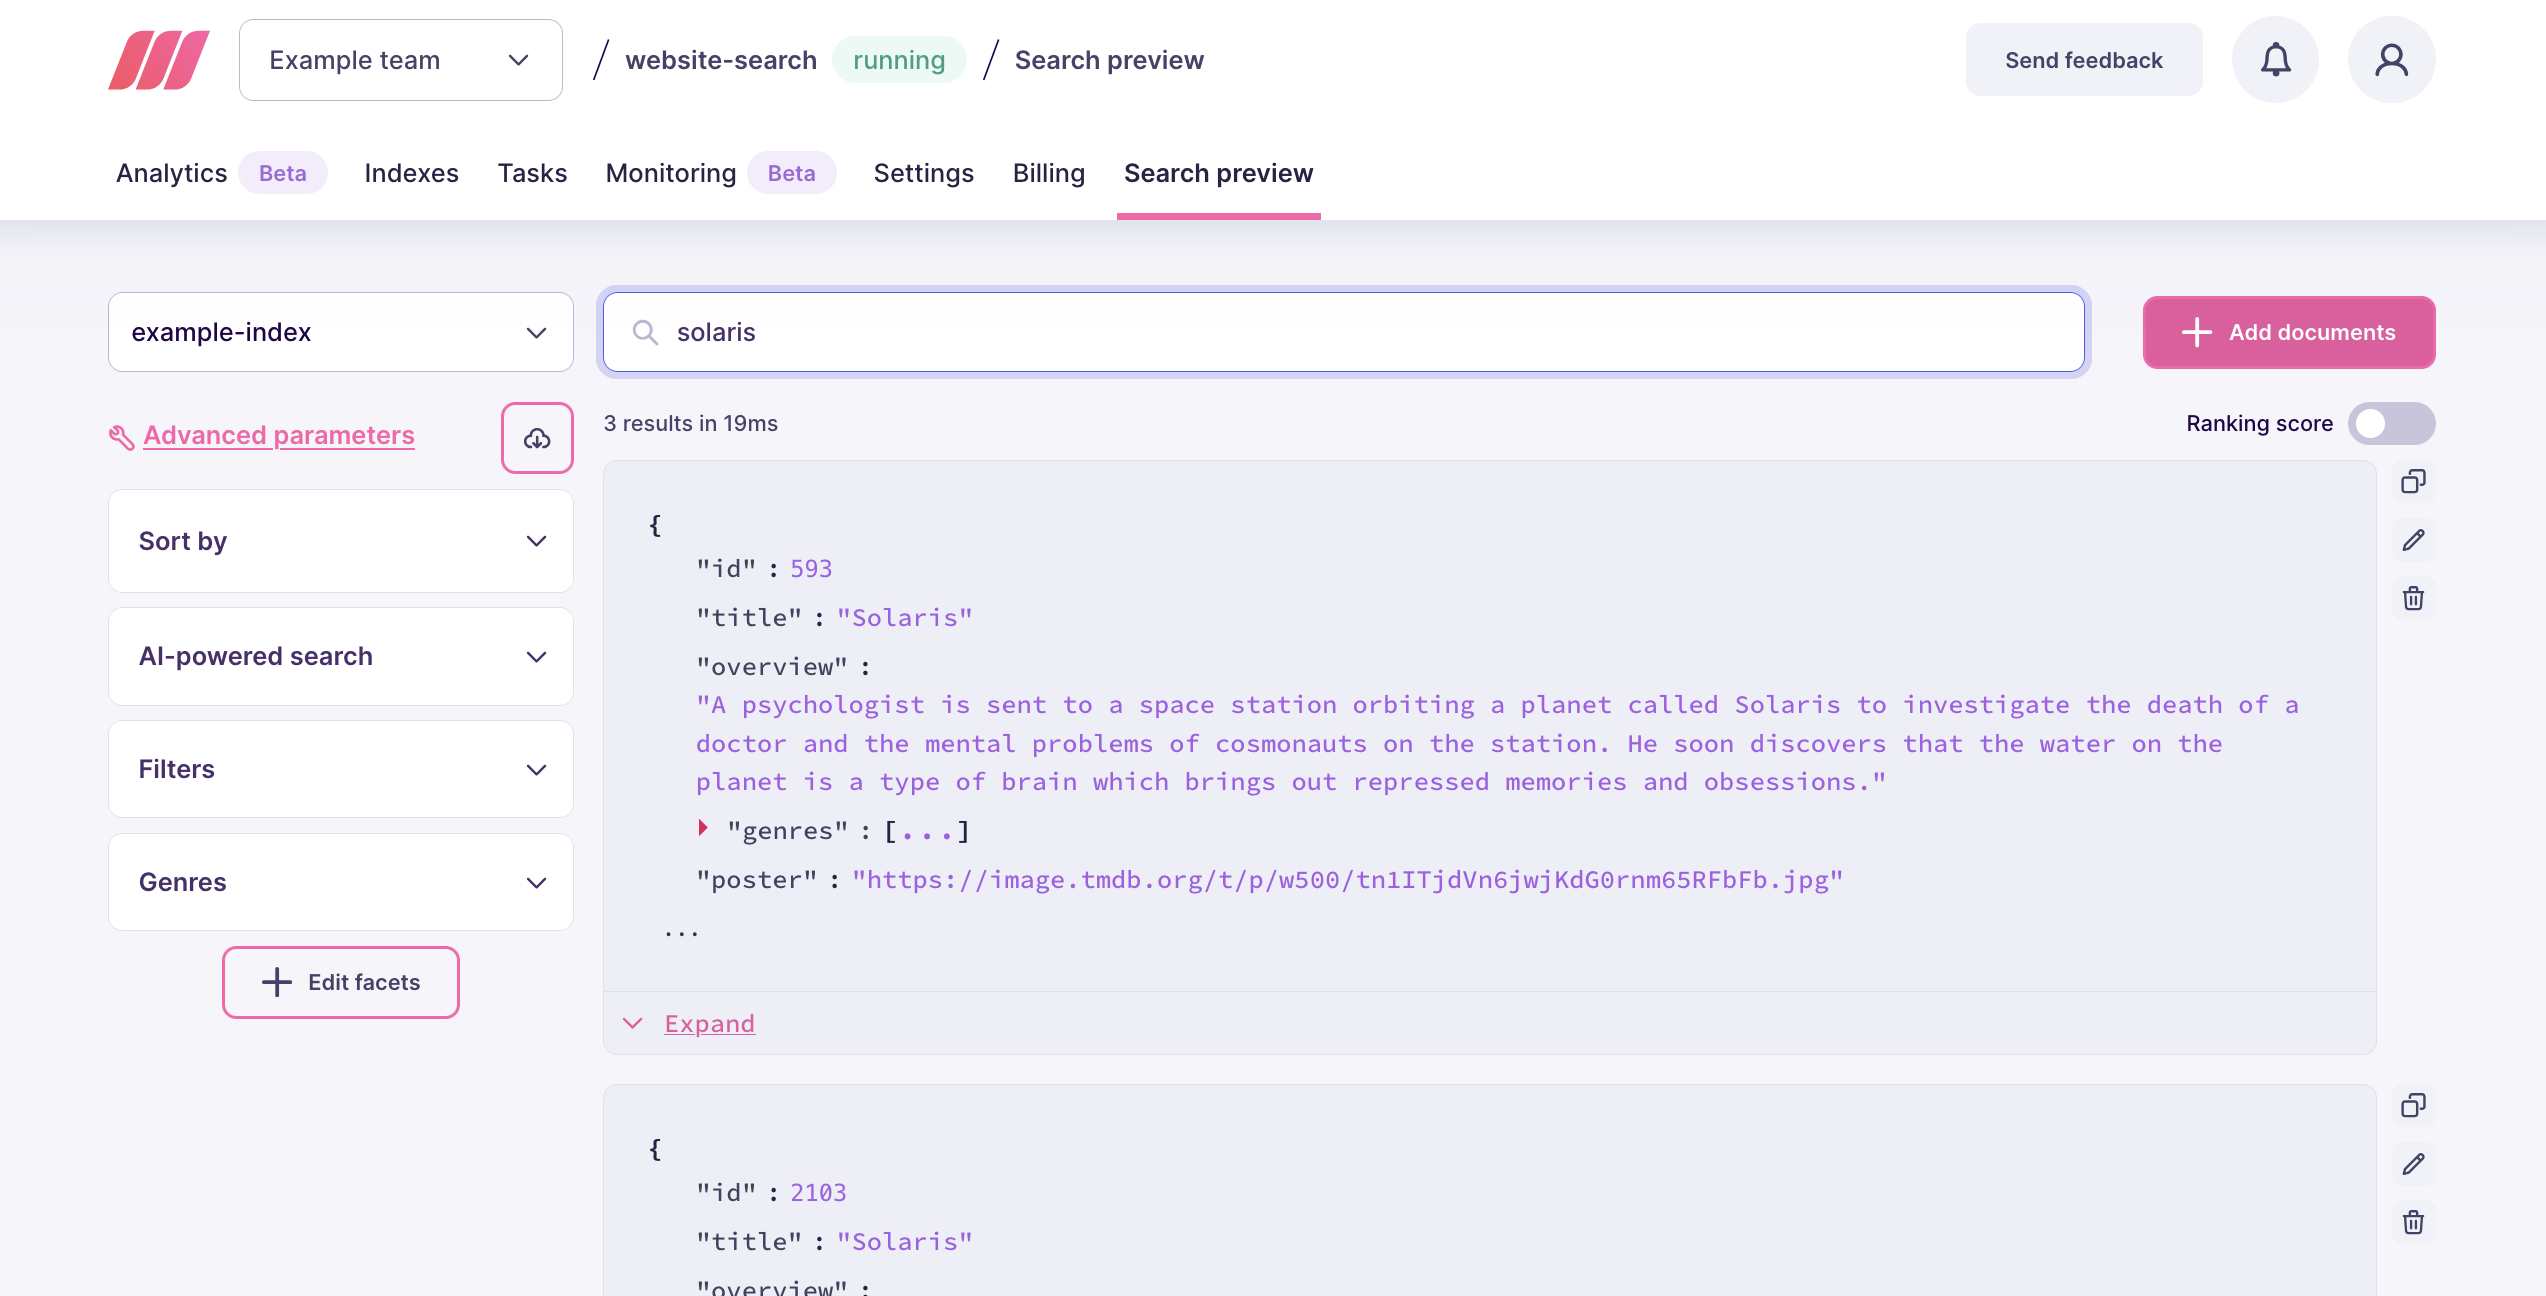 Example team
/ website-search running / Search preview
Send feedback
Analytics Beta Indexes Tasks Monitoring Beta Settings Billing Search preview
example-index
solaris
Add documents
Advanced parameters
3 results in 19ms
Ranking score
Sort by
AI-powered search
Filters
Genres
Edit facets
{
"id" : 593
"title" : "Solaris"
"overview" :
"A psychologist is sent to a space station orbiting a planet called Solaris to investigate the death of a
doctor and the mental problems of cosmonauts on the station. He soon discovers that the water on the
planet is a type of brain which brings out repressed memories and obsessions."
"genres" : [...]
"poster" : "https://image.tmdb.org/t/p/w500/tn1ITjdVn6jwjKdG0rnm65RFbFb.jpg"
...
Expand
{
"id" : 2103
"title" : "Solaris"
"overview" :